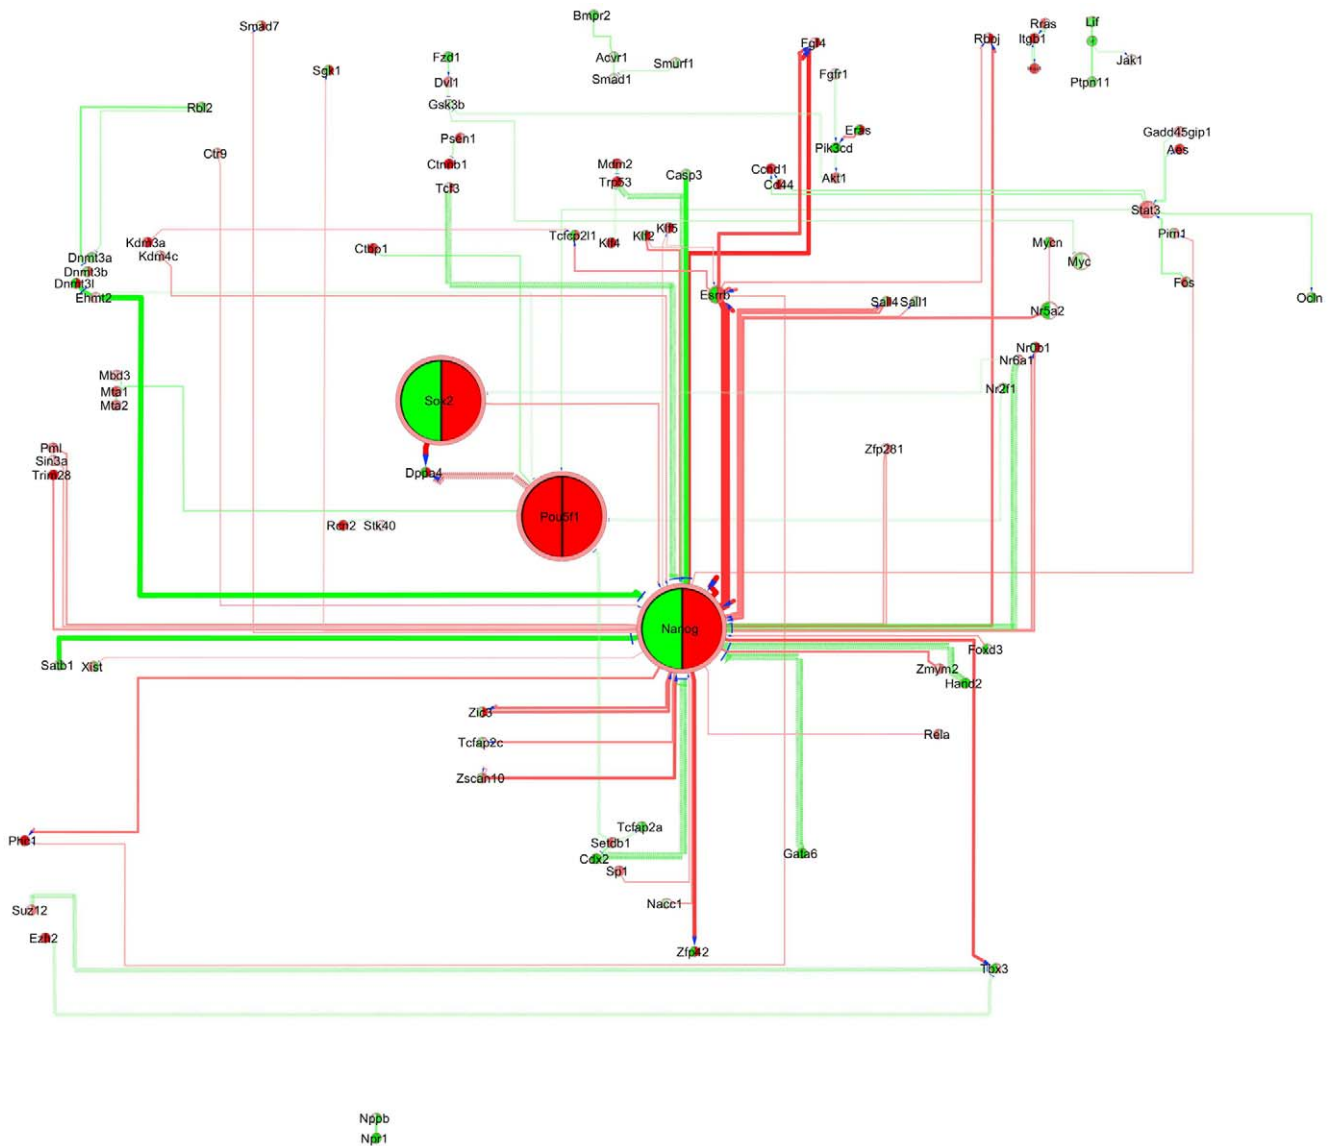 Bmpr2
Lif
Smad7
Rras
Itgb1
Rbpj
Fgf4
Fzd1
Acvr1
Smurf1
Jak1
Sgk1
Dvl1
Smad1
Fgfr1
Ptpn11
Gsk3b
Rbl2
Psen1
Eras
Gadd45gip1
Aes
Ctr9
Pik3cd
Ctnnb1
Mdm2
Trp53
Casp3
Ccnd1
Cd44
Akt1
Tcf3
Stat3
Kdm3a
Kdm4c
Ctbp1
Tcfcp2l1
Klf4
Klf2
Klf5
Mycn
Pim1
Myc
Dnmt3a
Dnmt3b
Dnmt3l
Ehmt2
Esrrb
Sall4
Sall1
Fos
Nr5a2
Ocln
Nr0b1
Nr6a1
Nr2f1
Mbd3
Mta1
Mta2
Sox2
Pml
Sin3a
Trim28
Dppa4
Zfp281
Rcn2
Stk40
Pou5f1
Nanog
Satb1
Xist
Foxd3
Zmym2
Hand2
Zic3
Tcfap2c
Rela
Zscan10
Phc1
Tcfap2a
Setdb1
Cdx2
Sp1
Gata6
Nacc1
Suz12
Ezh2
Zfp42
Tbx3
Nppb
Npr1